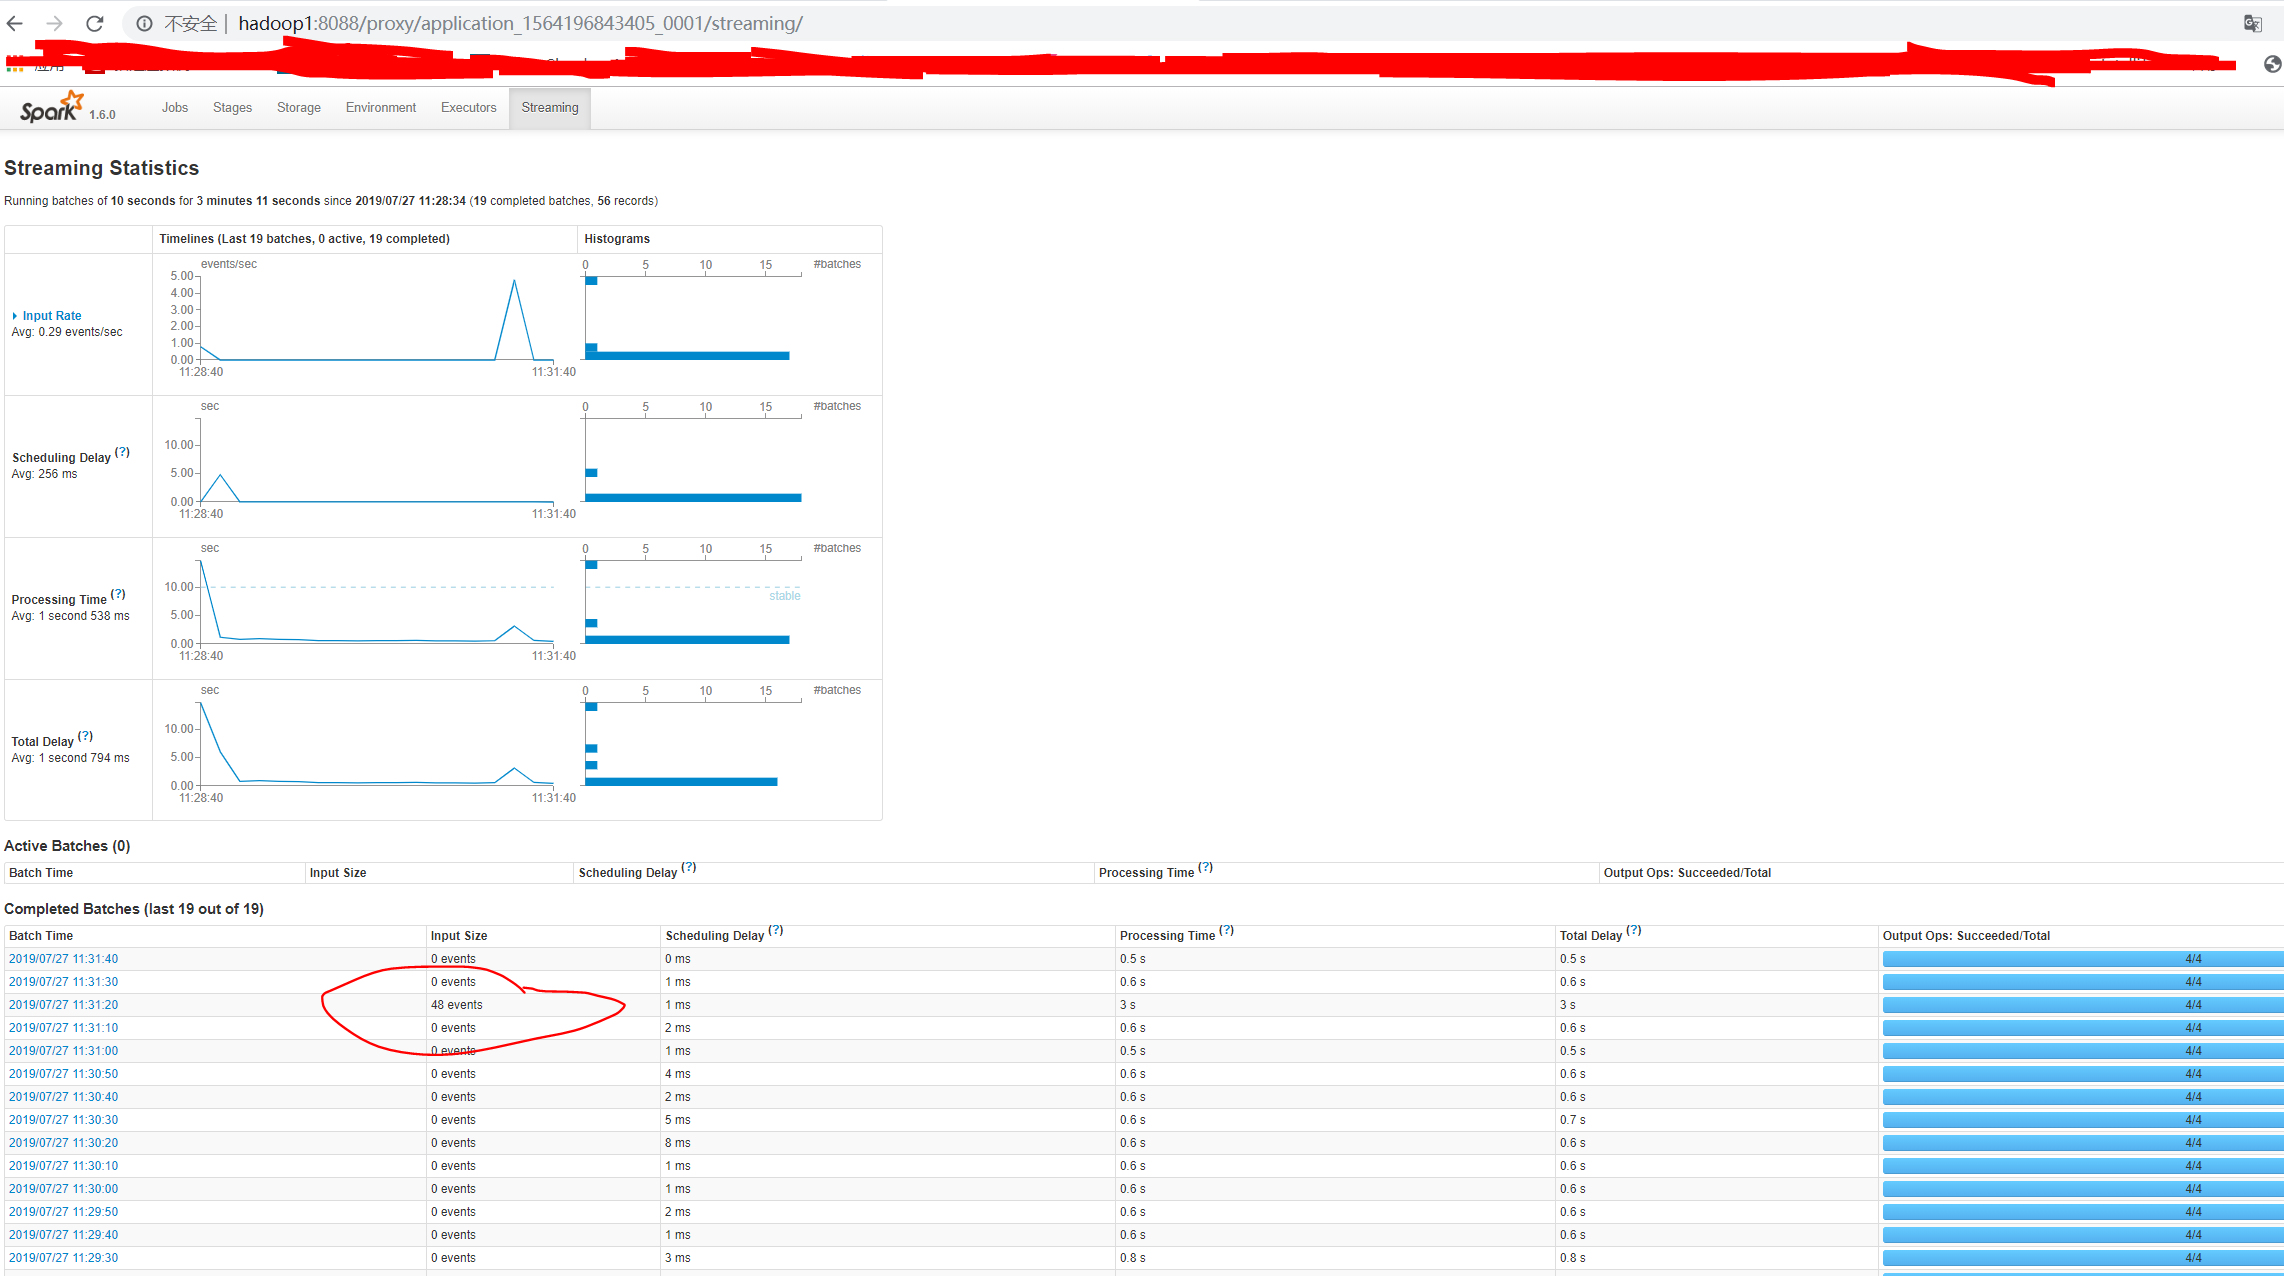 不安全 | hadoop1:8088/proxy/application_1564196843405_0001/streaming/
应用
Spark 1.6.0 Jobs Stages Storage Environment Executors Streaming
Streaming Statistics
Running batches of 10 seconds for 3 minutes 11 seconds since 2019/07/27 11:28:34 (19 completed batches, 56 records)
Timelines (Last 19 batches, 0 active, 19 completed) Histograms
events/sec 0 5 10 15 #batches
5.00
4.00
3.00
2.00
1.00
0.00
Input Rate
Avg: 0.29 events/sec
11:28:40 11:31:40
sec 0 5 10 15 #batches
10.00
5.00
0.00
Scheduling Delay (?)
Avg: 256 ms
11:28:40 11:31:40
sec 0 5 10 15 #batches
10.00
5.00
0.00
stable
Processing Time (?)
Avg: 1 second 538 ms
11:28:40 11:31:40
sec 0 5 10 15 #batches
10.00
5.00
0.00
Total Delay (?)
Avg: 1 second 794 ms
11:28:40 11:31:40
Active Batches (0)
Batch Time Input Size Scheduling Delay (?) Processing Time (?) Output Ops: Succeeded/Total
Completed Batches (last 19 out of 19)
Batch Time Input Size Scheduling Delay (?) Processing Time (?) Total Delay (?) Output Ops: Succeeded/Total
2019/07/27 11:31:40 0 events 0 ms 0.5 s 0.5 s 4/4
2019/07/27 11:31:30 0 events 1 ms 0.6 s 0.6 s 4/4
2019/07/27 11:31:20 48 events 1 ms 3 s 3 s 4/4
2019/07/27 11:31:10 0 events 2 ms 0.6 s 0.6 s 4/4
2019/07/27 11:31:00 0 events 1 ms 0.5 s 0.5 s 4/4
2019/07/27 11:30:50 0 events 4 ms 0.6 s 0.6 s 4/4
2019/07/27 11:30:40 0 events 2 ms 0.6 s 0.6 s 4/4
2019/07/27 11:30:30 0 events 5 ms 0.6 s 0.7 s 4/4
2019/07/27 11:30:20 0 events 8 ms 0.6 s 0.6 s 4/4
2019/07/27 11:30:10 0 events 1 ms 0.6 s 0.6 s 4/4
2019/07/27 11:30:00 0 events 1 ms 0.6 s 0.6 s 4/4
2019/07/27 11:29:50 0 events 2 ms 0.6 s 0.6 s 4/4
2019/07/27 11:29:40 0 events 1 ms 0.6 s 0.6 s 4/4
2019/07/27 11:29:30 0 events 3 ms 0.8 s 0.8 s 4/4